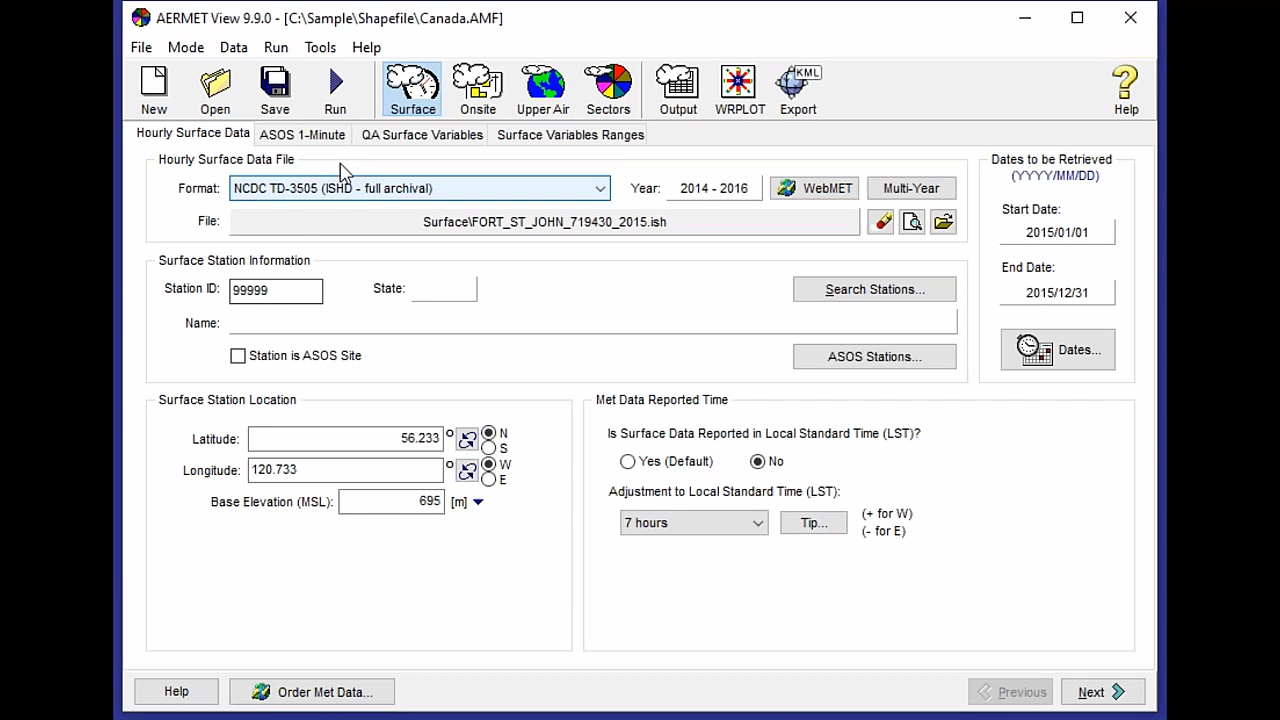 AERMET View 9.9.0 - [C:\Sample\Shapefile\Canada.AMF]
File Mode Data Run Tools Help
New Open Save Run Surface Onsite Upper Air Sectors Output WRPLOT KML Export Help
Hourly Surface Data ASOS 1-Minute QA Surface Variables Surface Variables Ranges
Hourly Surface Data File
Format: NCDC TD-3505 (ISHD - full archival) Year: 2014 - 2016 WebMET Multi-Year
File: Surface\FORT_ST_JOHN_719430_2015.ish
Dates to be Retrieved
(YYYY/MM/DD)
Start Date:
2015/01/01
End Date:
2015/12/31
Dates...
Surface Station Information
Station ID: 99999 State: Search Stations...
Name:
Station is ASOS Site ASOS Stations...
Surface Station Location
Latitude: 56.233 ° N
S
Longitude: 120.733 ° W
E
Base Elevation (MSL): 695 [m]
Met Data Reported Time
Is Surface Data Reported in Local Standard Time (LST)?
Yes (Default) No
Adjustment to Local Standard Time (LST):
7 hours Tip... (+ for W)
(- for E)
Help Order Met Data... Previous Next